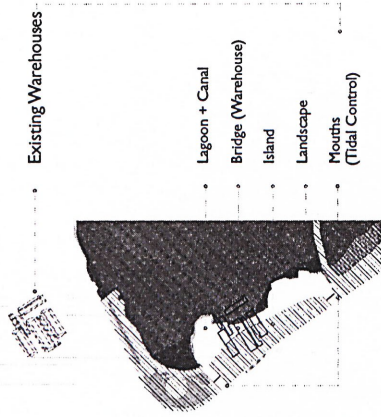 Existing Warehouses
Lagoon + Canal
Bridge (Warehouse)
Island
Landscape
Mouths
(Tidal Control)